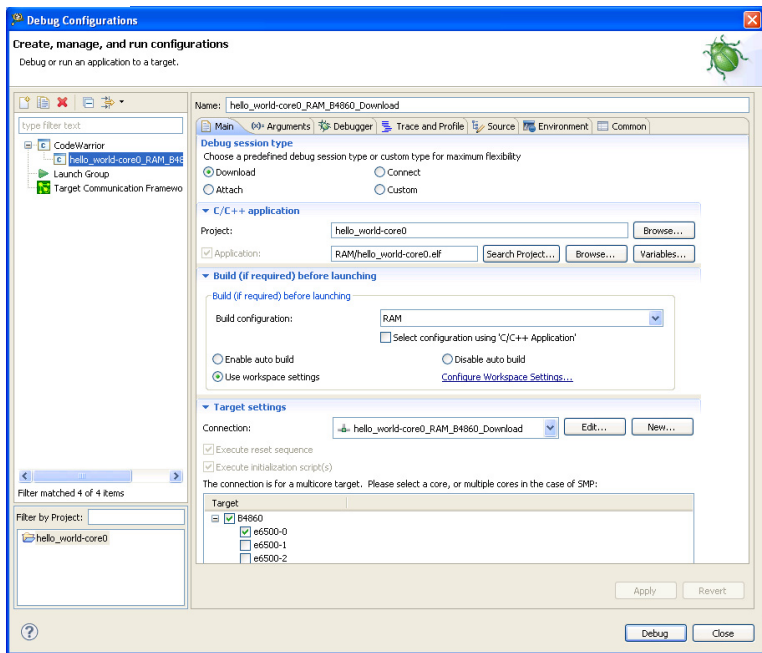 Debug Configurations
Create, manage, and run configurations
Debug or run an application to a target.
type filter text
CodeWarrior
hello_world-core0_RAM_B48
Launch Group
Target Communication Framewo
Filter matched 4 of 4 items
Filter by Project:
hello_world-core0
Name: hello_world-core0_RAM_B4860_Download
Main (x)= Arguments Debugger Trace and Profile Source Environment Common
Debug session type
Choose a predefined debug session type or custom type for maximum flexibility
Download Connect
Attach Custom
C/C++ application
Project: hello_world-core0 Browse...
Application: RAM/hello_world-core0.elf Search Project... Browse... Variables...
Build (if required) before launching
Build (if required) before launching
Build configuration: RAM
Select configuration using 'C/C++ Application'
Enable auto build Disable auto build
Use workspace settings Configure Workspace Settings...
Target settings
Connection: hello_world-core0_RAM_B4860_Download Edit... New...
Execute reset sequence
Execute initialization script(s)
The connection is for a multicore target. Please select a core, or multiple cores in the case of SMP:
Target
B4860
e6500-0
e6500-1
e6500-2
Apply Revert
Debug Close